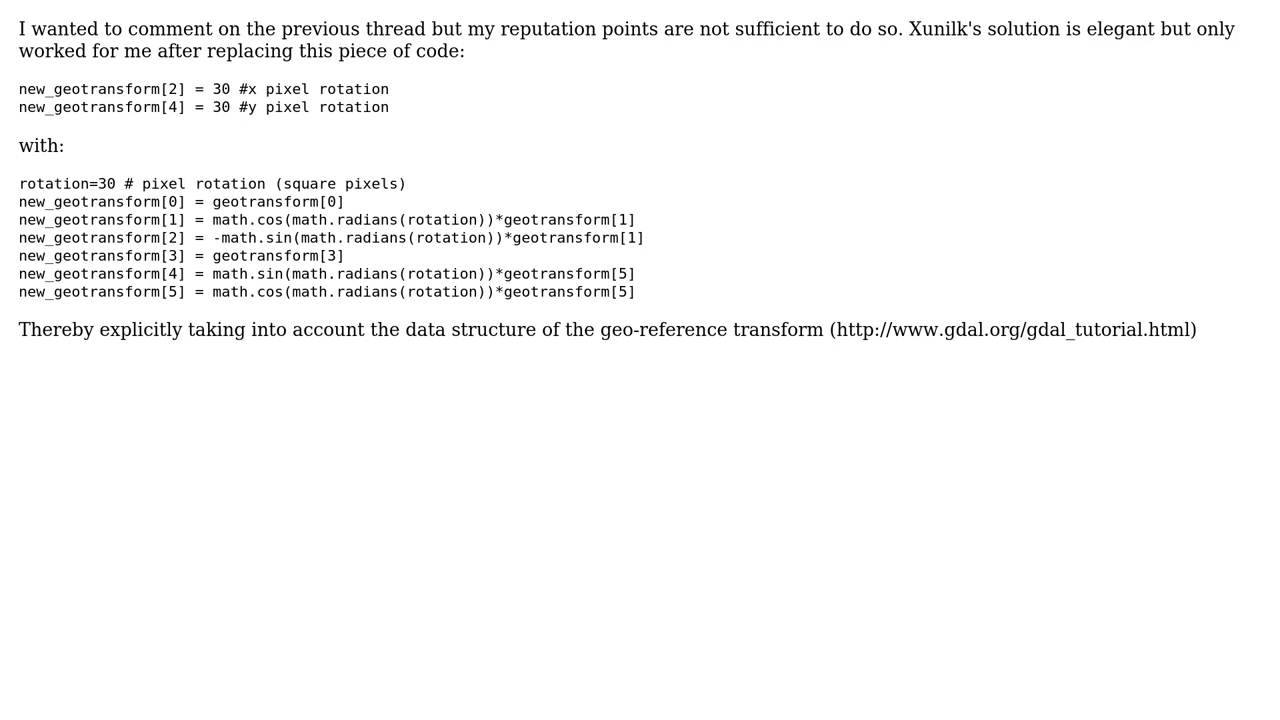 I wanted to comment on the previous thread but my reputation points are not sufficient to do so. Xunilk's solution is elegant but only
worked for me after replacing this piece of code:
new_geotransform[2] = 30 #x pixel rotation
new_geotransform[4] = 30 #y pixel rotation
with:
rotation=30 # pixel rotation (square pixels)
new_geotransform[0] = geotransform[0]
new_geotransform[1] = math.cos(math.radians(rotation))*geotransform[1]
new_geotransform[2] = -math.sin(math.radians(rotation))*geotransform[1]
new_geotransform[3] = geotransform[3]
new_geotransform[4] = math.sin(math.radians(rotation))*geotransform[5]
new_geotransform[5] = math.cos(math.radians(rotation))*geotransform[5]
Thereby explicitly taking into account the data structure of the geo-reference transform (http://www.gdal.org/gdal_tutorial.html)